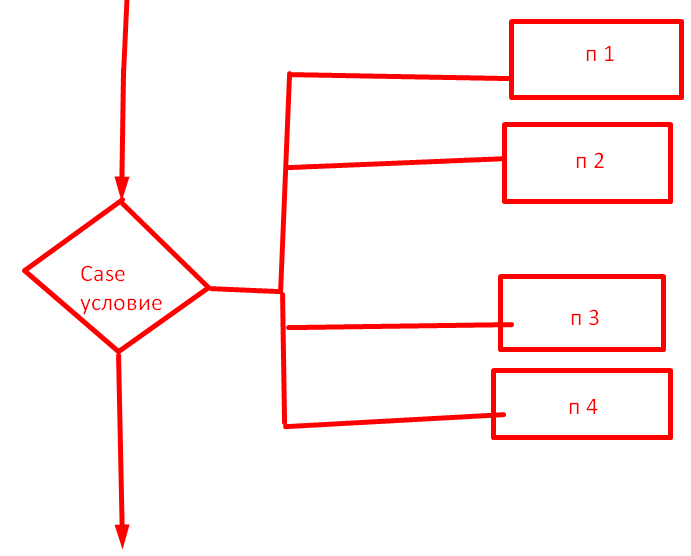 п 1
п 2
Case
условие
п 3
п 4